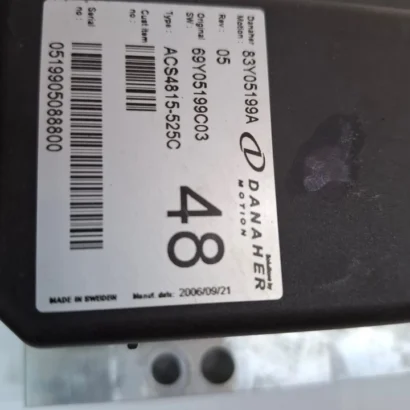 Danaher Motion: 83Y05199A
Rev: 05
Original SW: 69Y05199C03
Type: ACS4815-525C
Cust item no:
Serial no: 0519905088800
DANAHER
MOTION
48
MADE IN SWEDEN
Manuf. date: 2006/09/21